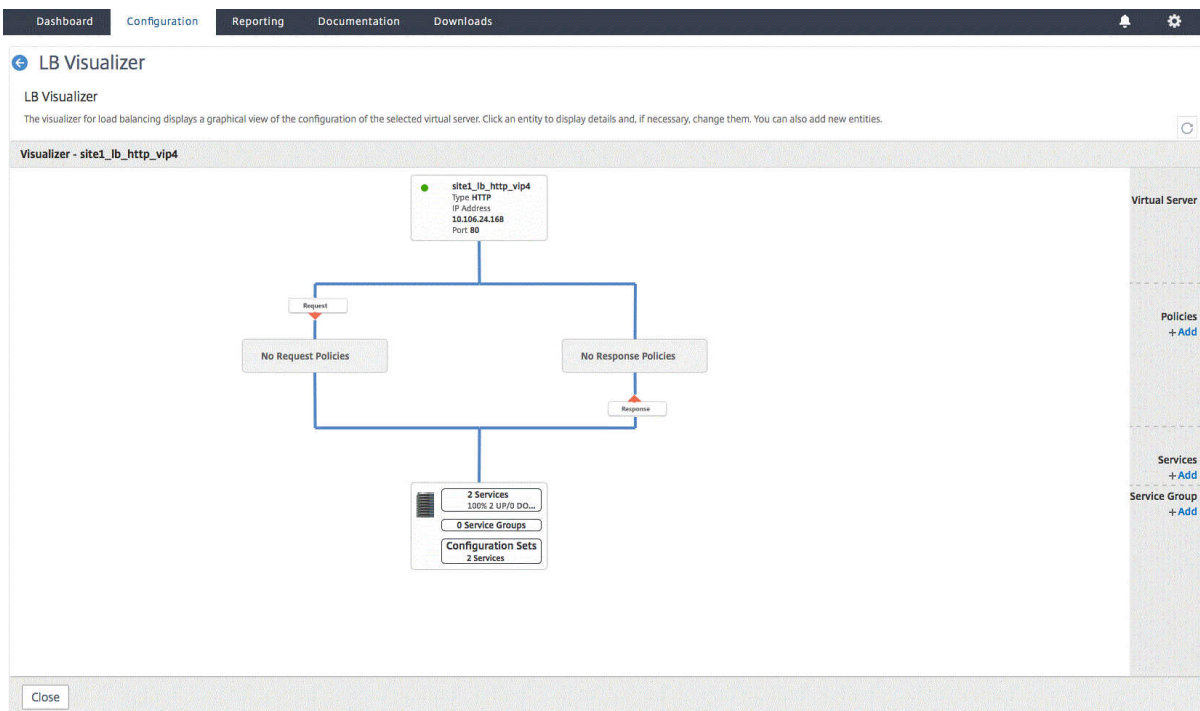 Dashboard Configuration Reporting Documentation Downloads
LB Visualizer
LB Visualizer
The visualizer for load balancing displays a graphical view of the configuration of the selected virtual server. Click an entity to display details and, if necessary, change them. You can also add new entities.
Visualizer - site1_lb_http_vip4
site1_lb_http_vip4
Type HTTP
IP Address
10.106.24.168
Port 80
Virtual Server
Request
Policies
+ Add
No Request Policies
No Response Policies
Response
Services
+ Add
2 Services
100% 2 UP/0 DO...
Service Group
+ Add
0 Service Groups
Configuration Sets
2 Services
Close